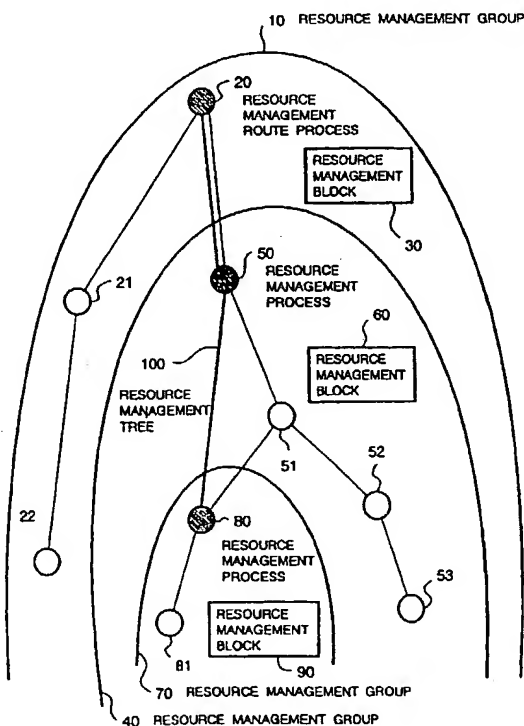 10 RESOURCE MANAGEMENT GROUP
20
RESOURCE
MANAGEMENT
ROUTE PROCESS
RESOURCE
MANAGEMENT
BLOCK
30
21
50
RESOURCE
MANAGEMENT
PROCESS
60
RESOURCE
MANAGEMENT
BLOCK
100
RESOURCE
MANAGEMENT
TREE
51
52
22
80
RESOURCE
MANAGEMENT
PROCESS
53
RESOURCE
MANAGEMENT
BLOCK
81
90
70 RESOURCE MANAGEMENT GROUP
40 RESOURCE MANAGEMENT GROUP